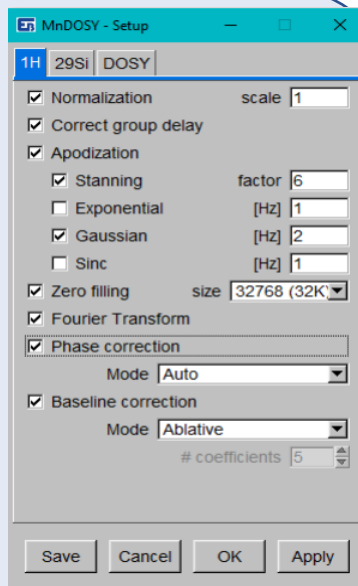 MnDOSY - Setup
1H 29Si DOSY
Normalization scale 1
Correct group delay
Apodization
Stanning factor 6
Exponential [Hz] 1
Gaussian [Hz] 2
Sinc [Hz] 1
Zero filling size 32768 (32K)
Fourier Transform
Phase correction
Mode Auto
Baseline correction
Mode Ablative
# coefficients 5
Save Cancel OK Apply